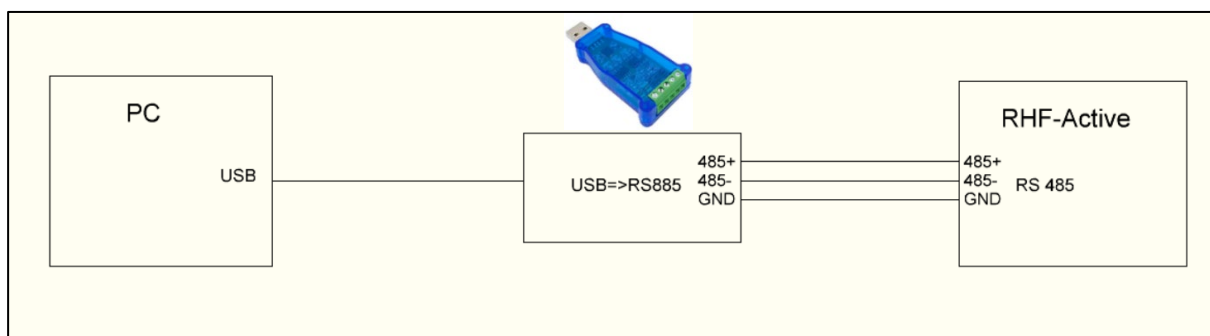 PC
USB
USB=>RS885
485+
485-
GND
RHF-Active
485+
485-
GND
RS 485